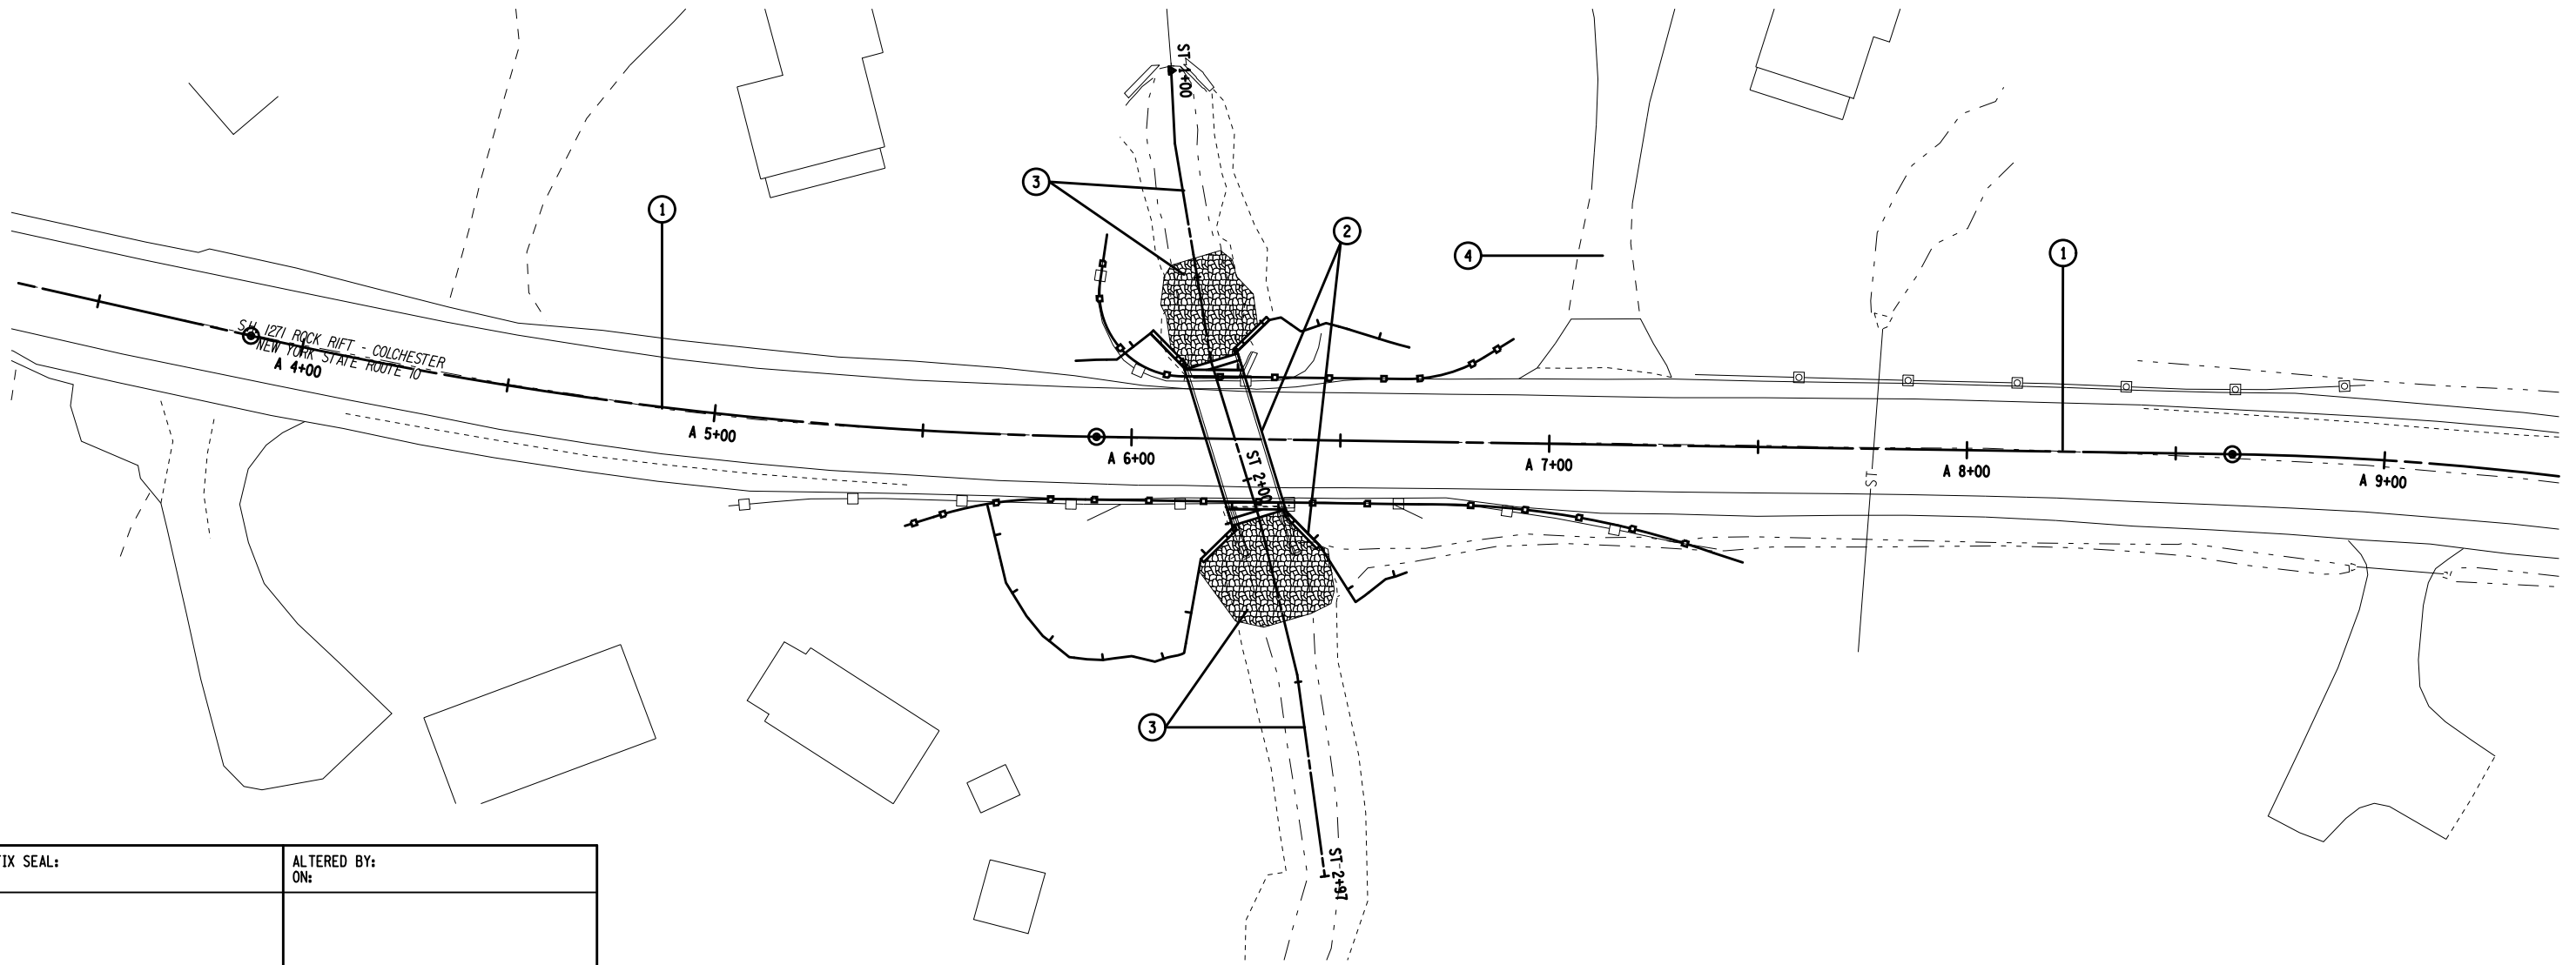 ST 1+00
3
1
2
4
1
S.H. 1271 ROCK RIFT - COLCHESTER
NEW YORK STATE ROUTE 10
A 4+00
A 5+00
A 6+00
ST 2+00
A 7+00
A 8+00
A 9+00
ST
3
ST 2+97
IX SEAL:
ALTERED BY:
ON: